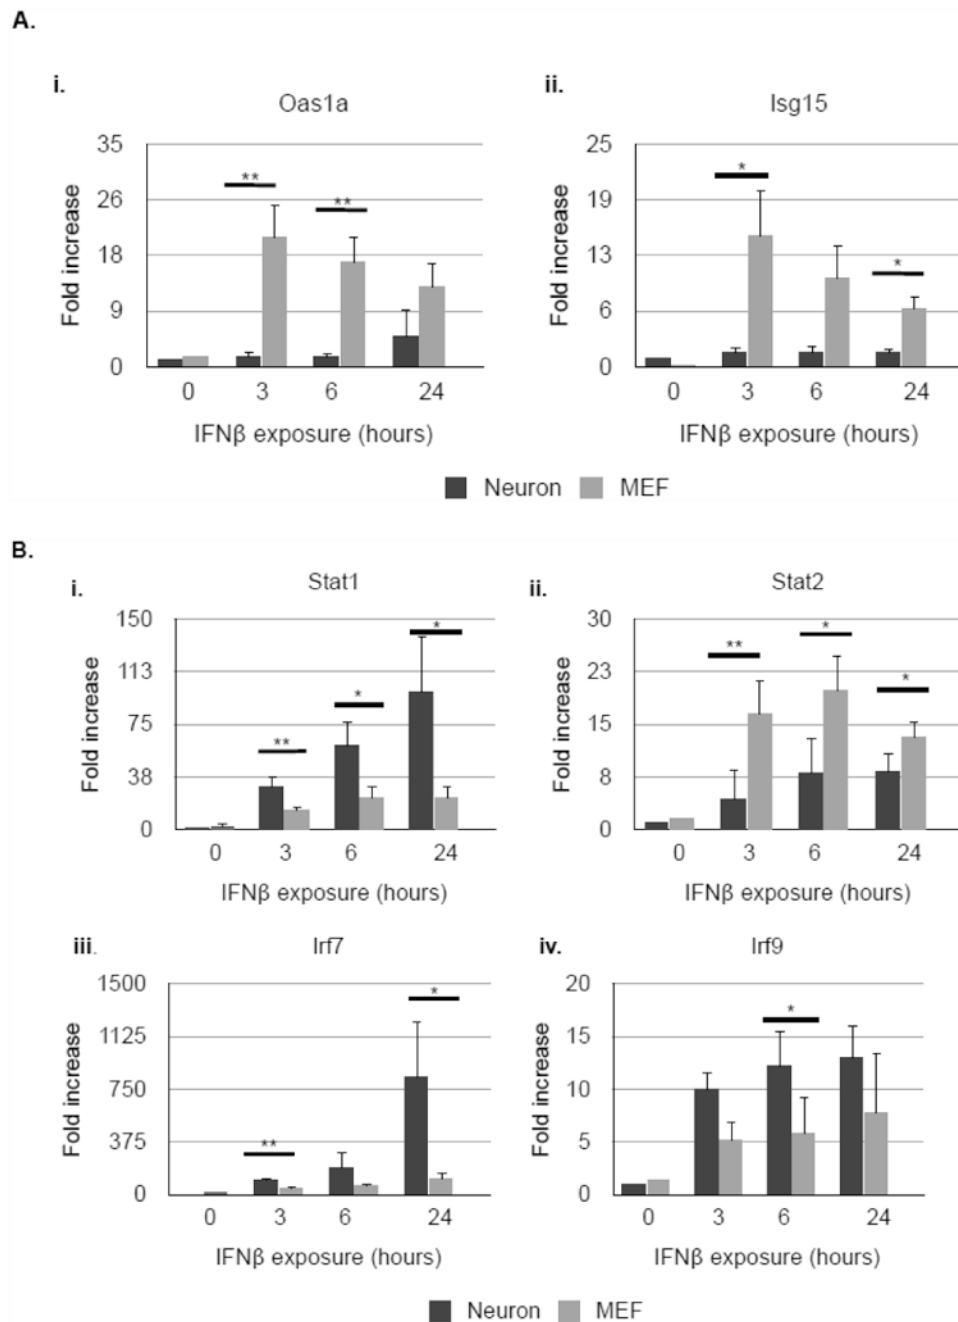 A.
i.
Oas1a
35
26
18
9
0
Fold increase
** **
0 3 6 24
IFNβ exposure (hours)
ii.
Isg15
25
19
13
6
0
Fold increase
* *
0 3 6 24
IFNβ exposure (hours)
Neuron MEF
B.
i.
Stat1
150
113
75
38
0
Fold increase
** * *
0 3 6 24
IFNβ exposure (hours)
ii.
Stat2
30
23
15
8
0
Fold increase
** * *
0 3 6 24
IFNβ exposure (hours)
iii.
Irf7
1500
1125
750
375
0
Fold increase
** *
0 3 6 24
IFNβ exposure (hours)
iv.
Irf9
20
15
10
5
0
Fold increase
*
0 3 6 24
IFNβ exposure (hours)
Neuron MEF